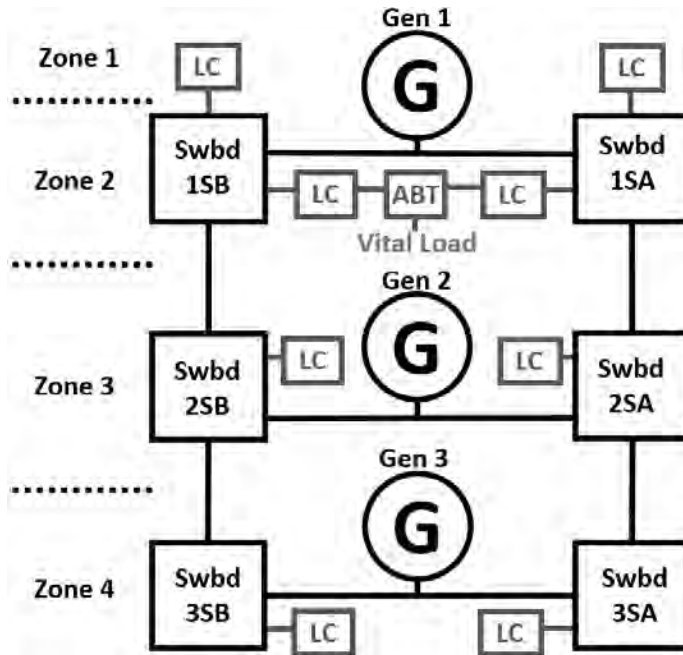 Gen 1
Zone 1
LC
G
LC
Swbd
1SB
Swbd
1SA
Zone 2
LC
ABT
LC
Vital Load
Gen 2
G
Zone 3
Swbd
2SB
LC
LC
Swbd
2SA
Gen 3
G
Zone 4
Swbd
3SB
Swbd
3SA
LC
LC